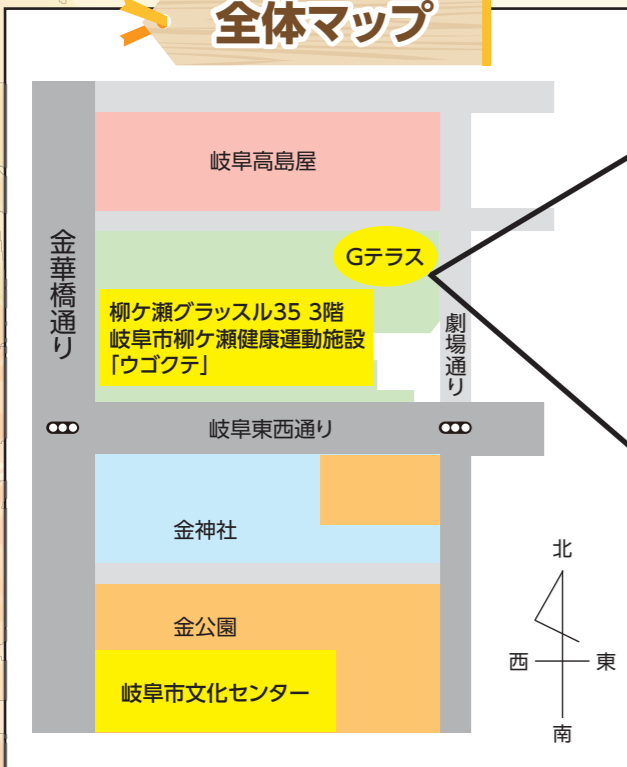 全体マップ
岐阜高島屋
金華橋通り
Gテラス
柳ケ瀬グラッスル35 3階
岐阜市柳ケ瀬健康運動施設
「ウゴクテ」
劇場通り
岐阜東西通り
金神社
金公園
岐阜市文化センター
北
西
東
南